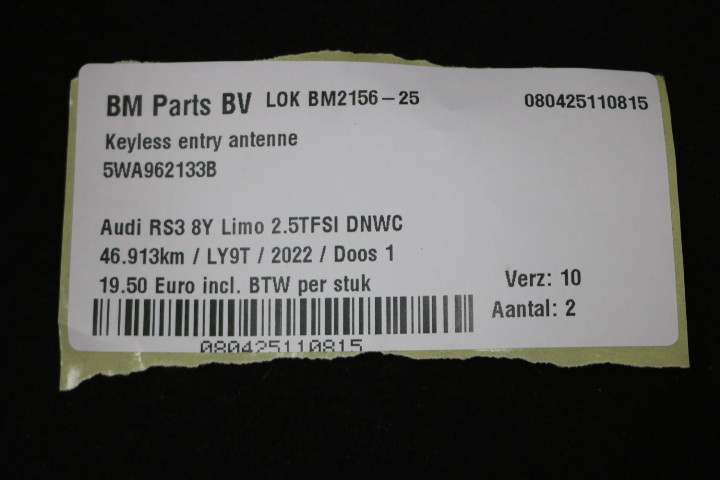 BM Parts BV LOK BM2156-25 080425110815
Keyless entry antenne
5WA962133B
Audi RS3 8Y Limo 2.5TFSI DNWC
46.913km / LY9T / 2022 / Doos 1
19.50 Euro incl. BTW per stuk
Verz: 10
Aantal: 2
080425110815